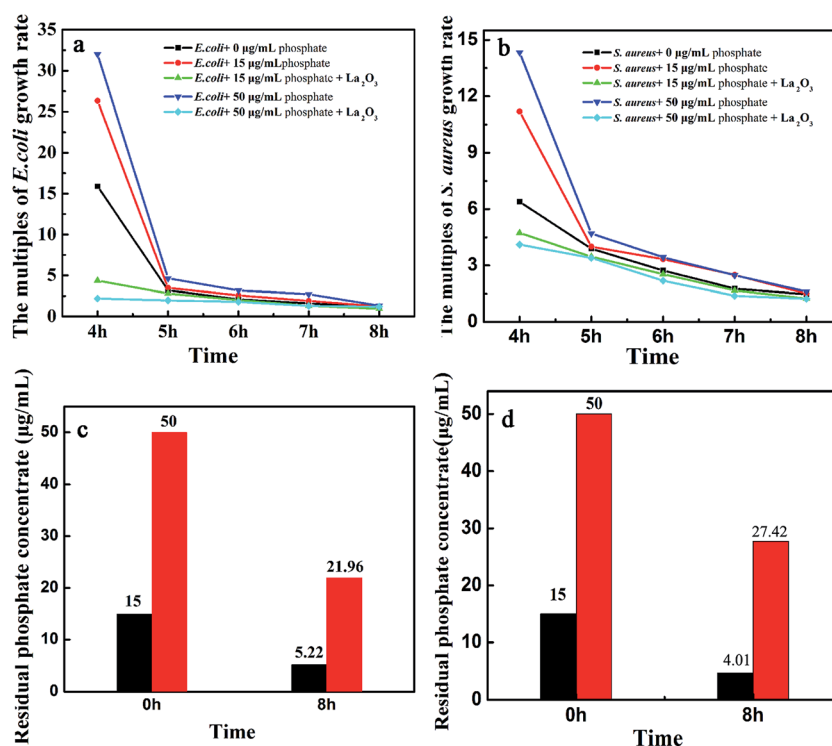 a
The multiples of E.coli growth rate
35
30
25
20
15
10
5
0
E.coli+ 0 µg/mL phosphate
E.coli+ 15 µg/mLphosphate
E.coli+ 15 µg/mL phosphate + La₂O₃
E.coli+ 50 µg/mL phosphate
E.coli+ 50 µg/mL phosphate + La₂O₃
4h 5h 6h 7h 8h
Time
b
The multiples of S. aureus growth rate
15
12
9
6
3
0
S. aureus+ 0 µg/mL phosphate
S. aureus+ 15 µg/mL phosphate
S. aureus+ 15 µg/mL phosphate + La₂O₃
S. aureus+ 50 µg/mL phosphate
S. aureus+ 50 µg/mL phosphate + La₂O₃
4h 5h 6h 7h 8h
Time
c
Residual phosphate concentrate (µg/mL)
50
40
30
20
10
0
15
50
5.22
21.96
0h 8h
Time
d
Residual phosphate concentrate(µg/mL)
50
40
30
20
10
0
15
50
4.01
27.42
0h 8h
Time